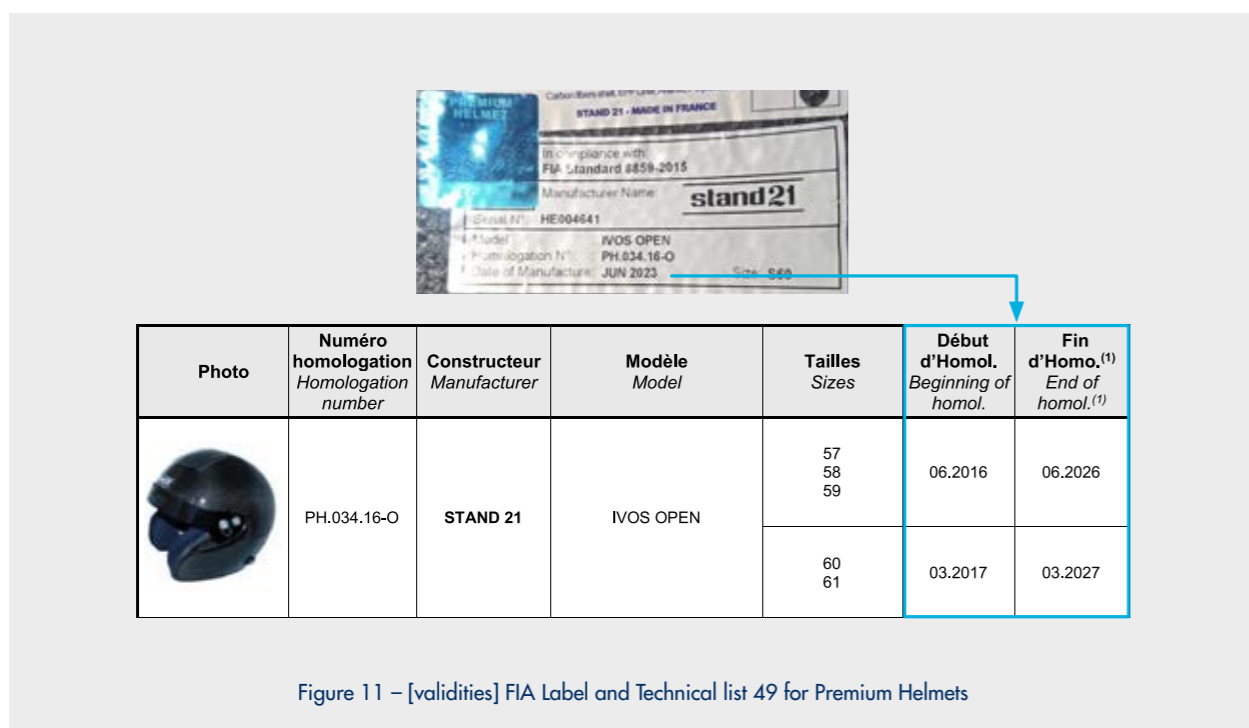 PREMIUM
HELMET
STAND 21 - MADE IN FRANCE
In compliance with:
FIA Standard 8859-2015
Manufacturer Name:
stand21
Serial N°: HE004641
Model IVOS OPEN
Homologation N°: PH.034.16-O
Date of Manufacture: JUN 2023 Size: S60
Photo
Numéro
homologation
Homologation
number
Constructeur
Manufacturer
Modèle
Model
Tailles
Sizes
Début
d'Homol.
Beginning of
homol.
Fin
d'Homo.(1)
End of
homol.(1)
PH.034.16-O
STAND 21
IVOS OPEN
57
58
59
06.2016
06.2026
60
61
03.2017
03.2027
Figure 11 – [validities] FIA Label and Technical list 49 for Premium Helmets